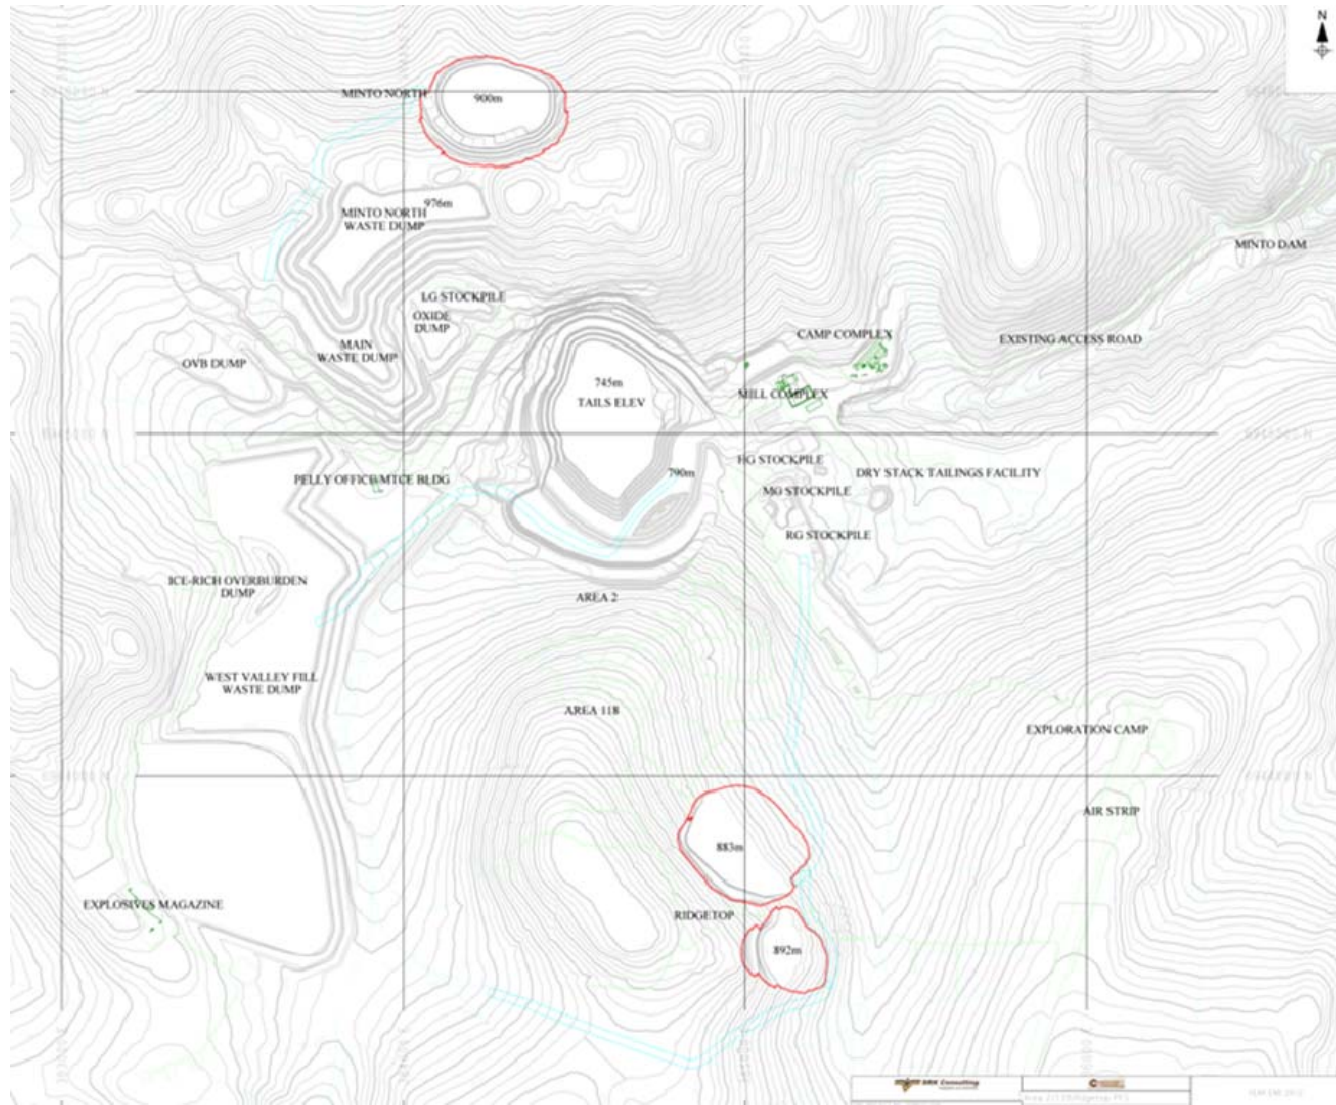 N
MINTO NORTH
900m
976m
MINTO NORTH
WASTE DUMP
MINTO DAM
LG STOCKPILE
OXIDE
DUMP
MAIN
WASTE DUMP
OVB DUMP
CAMP COMPLEX
EXISTING ACCESS ROAD
745m
TAILS ELEV
MILL COMPLEX
790m
HG STOCKPILE
DRY STACK TAILINGS FACILITY
PELLY OFFICE/MTCE BLDG
MG STOCKPILE
RG STOCKPILE
ICE-RICH OVERBURDEN
DUMP
AREA 2
WEST VALLEY FILL
WASTE DUMP
AREA 118
EXPLORATION CAMP
AIR STRIP
883m
EXPLOSIVES MAGAZINE
RIDGETOP
892m
SRK Consulting